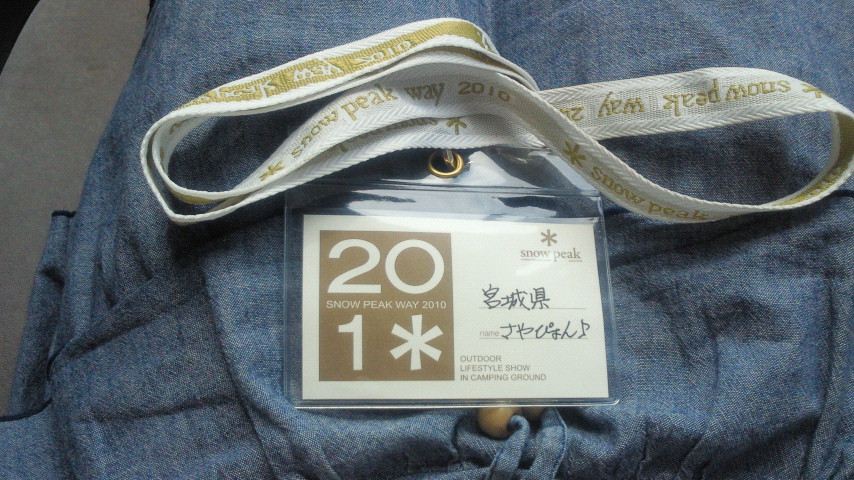 snow peak way 2010
snow peak way 20
snow peak
20
SNOW PEAK WAY 2010
1*
snow peak
宮城県
name さやぴょん♪
OUTDOOR
LIFESTYLE SHOW
IN CAMPING GROUND